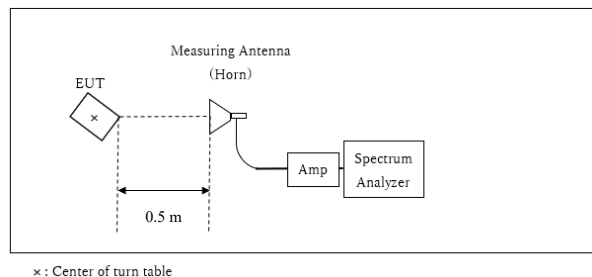 Measuring Antenna
(Horn)
EUT
×
Amp
Spectrum
Analyzer
0.5 m
× : Center of turn table